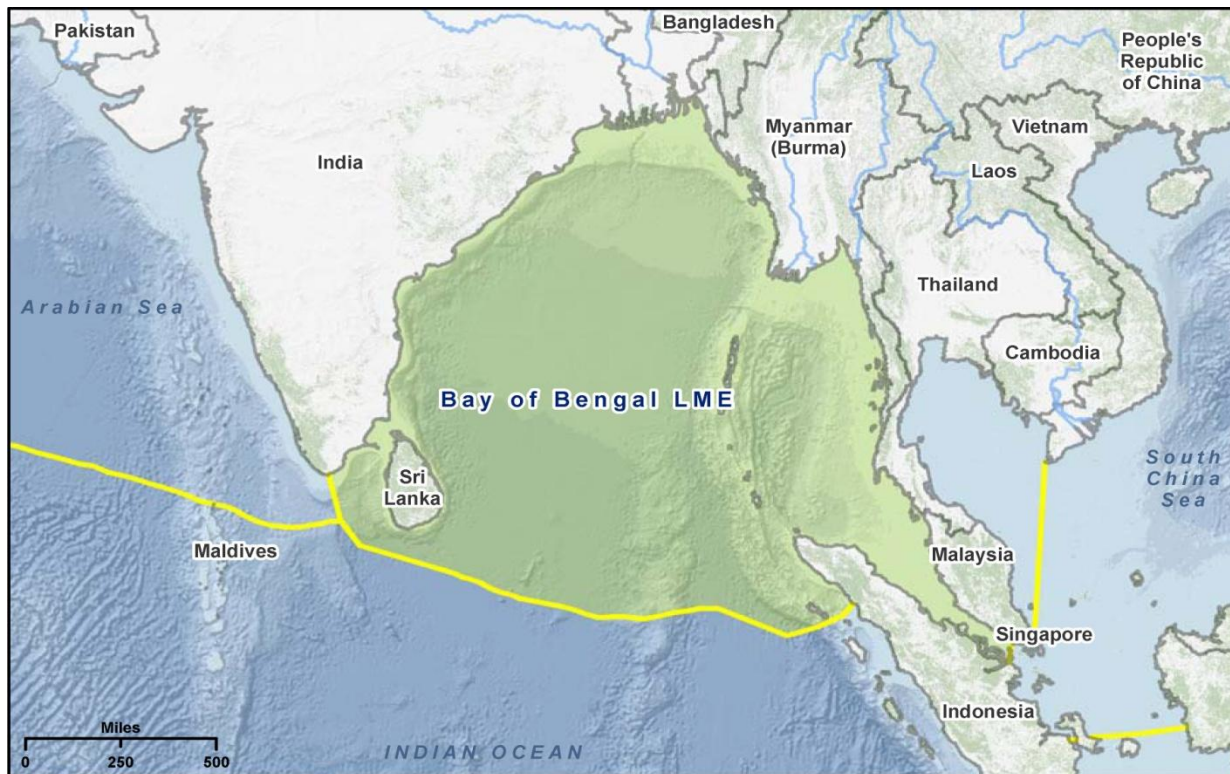 Pakistan
Bangladesh
People's
Republic
of China
India
Myanmar
(Burma)
Vietnam
Laos
Arabian Sea
Thailand
Cambodia
Bay of Bengal LME
South
China
Sea
Sri
Lanka
Maldives
Malaysia
Singapore
Indonesia
Miles
0 250 500
INDIAN OCEAN